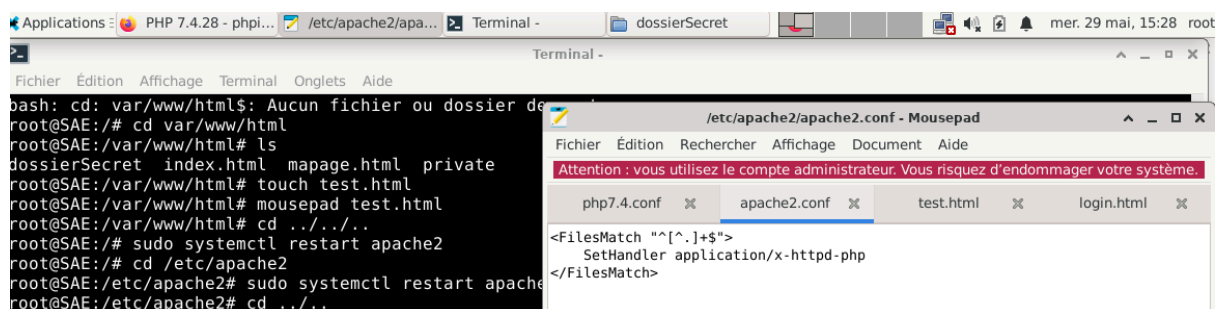 Applications PHP 7.4.28 - phpi... /etc/apache2/apa... Terminal - dossierSecret mer. 29 mai, 15:28 root
Terminal -
Fichier Édition Affichage Terminal Onglets Aide
bash: cd: var/www/html$: Aucun fichier ou dossier de
root@SAE:/# cd var/www/html
root@SAE:/var/www/html# ls
dossierSecret index.html mapage.html private
root@SAE:/var/www/html# touch test.html
root@SAE:/var/www/html# mousepad test.html
root@SAE:/var/www/html# cd ../../..
root@SAE:/# sudo systemctl restart apache2
root@SAE:/# cd /etc/apache2
root@SAE:/etc/apache2# sudo systemctl restart apache
root@SAE:/etc/apache2# cd ../..
/etc/apache2/apache2.conf - Mousepad
Fichier Édition Rechercher Affichage Document Aide
Attention : vous utilisez le compte administrateur. Vous risquez d’endommager votre système.
php7.4.conf apache2.conf test.html login.html
<FilesMatch "^[^.]+$">
SetHandler application/x-httpd-php
</FilesMatch>